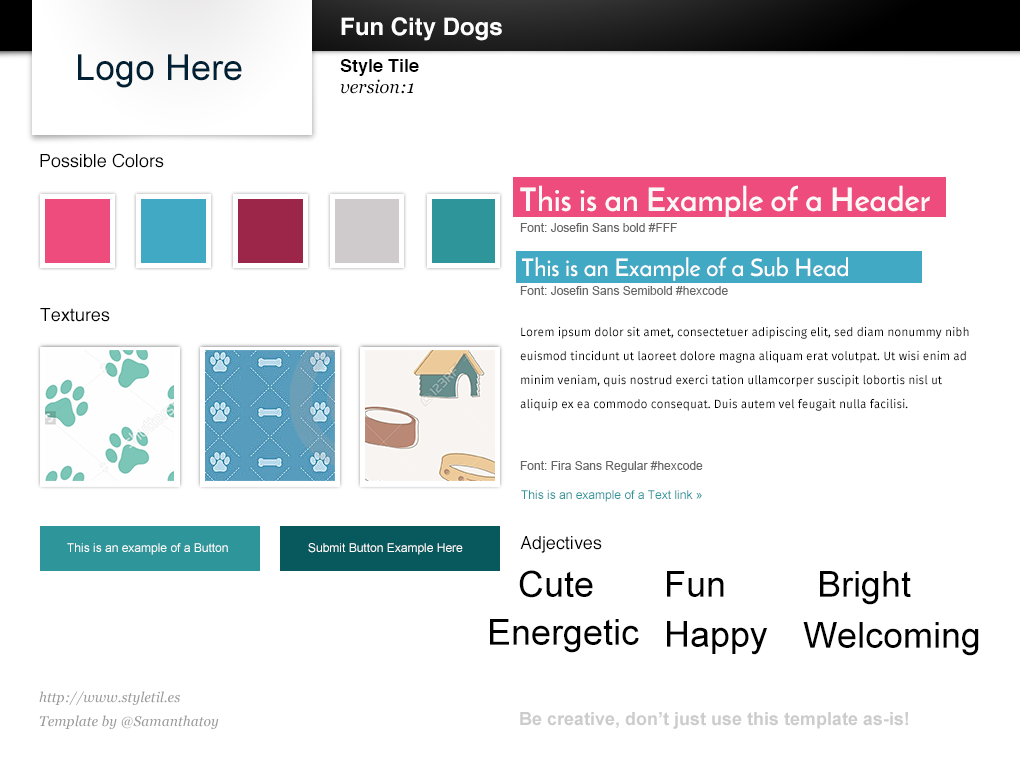 Fun City Dogs
Logo Here
Style Tile
version:1
Possible Colors
This is an Example of a Header
Font: Josefin Sans bold #FFF
This is an Example of a Sub Head
Font: Josefin Sans Semibold #hexcode
Textures
Lorem ipsum dolor sit amet, consectetuer adipiscing elit, sed diam nonummy nibh
euismod tincidunt ut laoreet dolore magna aliquam erat volutpat. Ut wisi enim ad
minim veniam, quis nostrud exerci tation ullamcorper suscipit lobortis nisl ut
aliquip ex ea commodo consequat. Duis autem vel feugait nulla facilisi.
Font: Fira Sans Regular #hexcode
This is an example of a Text link »
This is an example of a Button
Submit Button Example Here
Adjectives
Cute Fun Bright
Energetic Happy Welcoming
http://www.styletil.es
Template by @Samanthatoy
Be creative, don't just use this template as-is!